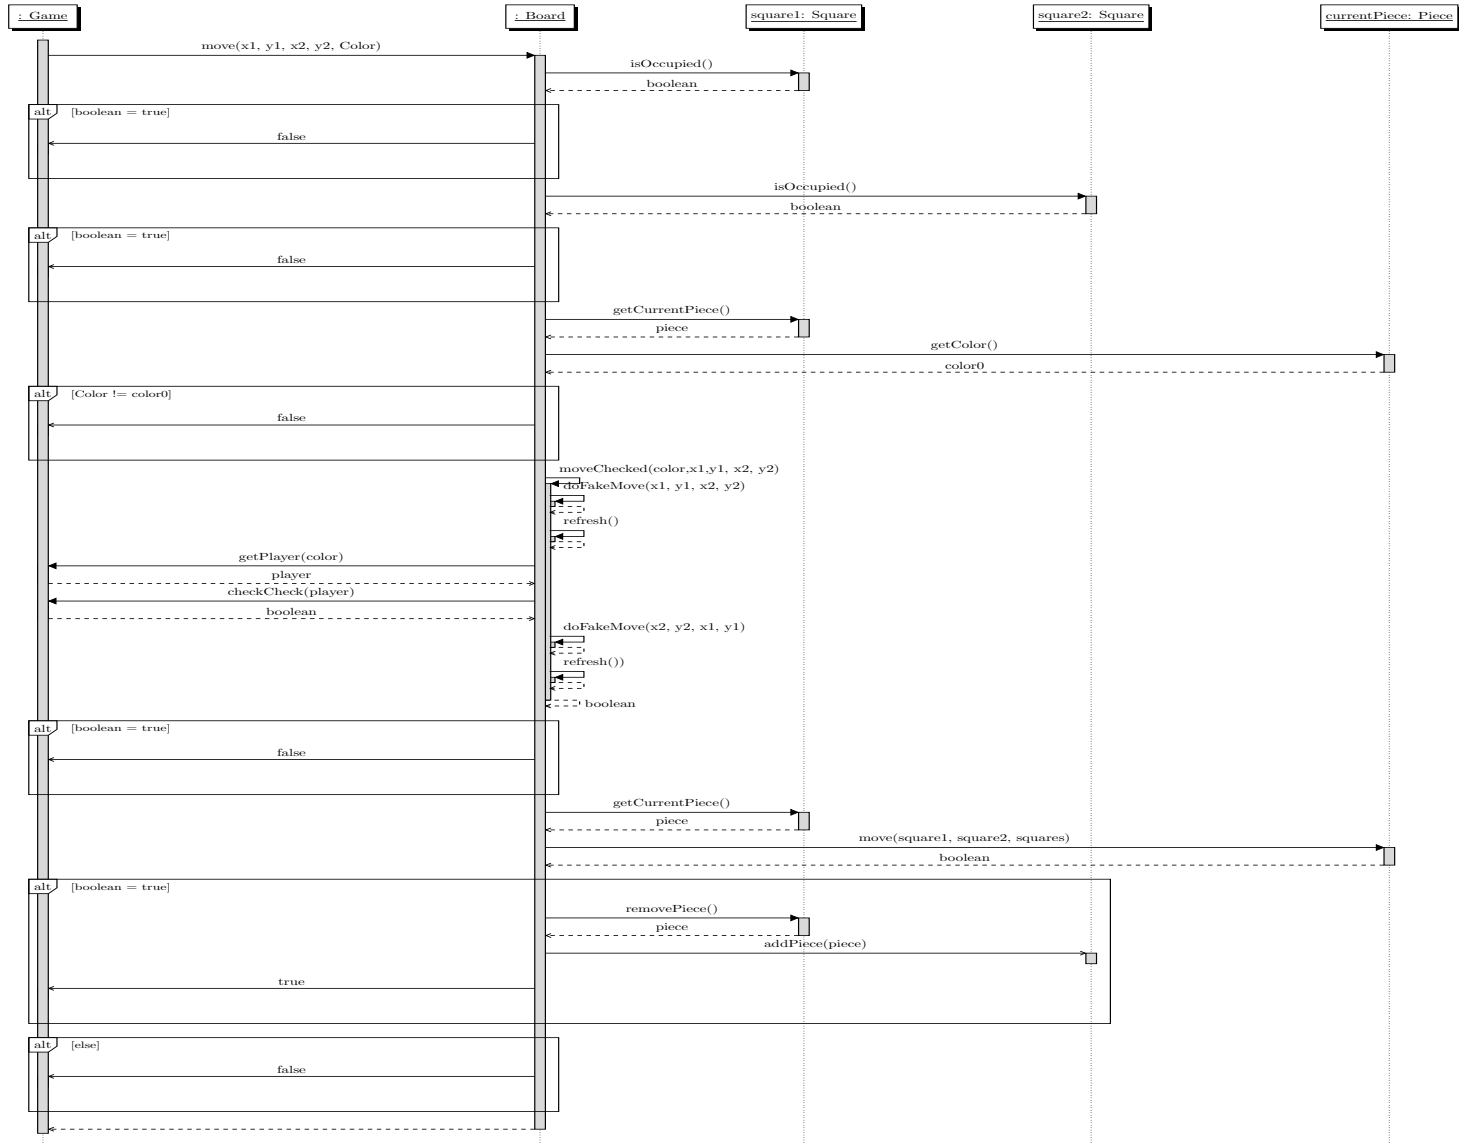 : Game
: Board
square1: Square
square2: Square
currentPiece: Piece
move(x1, y1, x2, y2, Color)
isOccupied()
boolean
alt [boolean = true]
false
isOccupied()
boolean
alt [boolean = true]
false
getCurrentPiece()
piece
getColor()
color0
alt [Color != color0]
false
moveChecked(color,x1,y1, x2, y2)
doFakeMove(x1, y1, x2, y2)
refresh()
getPlayer(color)
player
checkCheck(player)
boolean
doFakeMove(x2, y2, x1, y1)
refresh())
boolean
alt [boolean = true]
false
getCurrentPiece()
piece
move(square1, square2, squares)
boolean
alt [boolean = true]
removePiece()
piece
addPiece(piece)
true
alt [else]
false